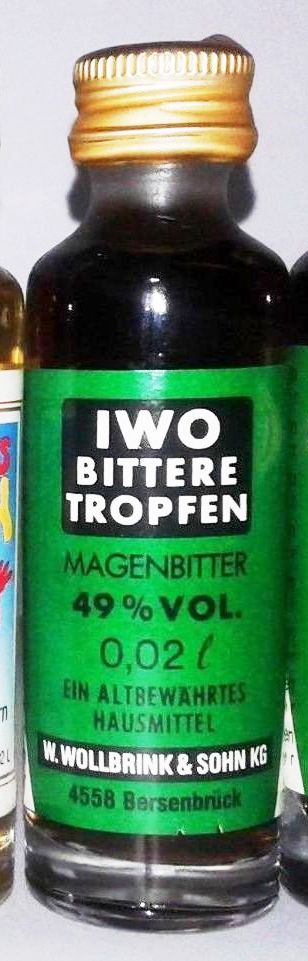 IWO
BITTERE
TROPFEN
MAGENBITTER
49 % VOL.
0,02 l
EIN ALTBEWÄHRTES
HAUSMITTEL
W. WOLLBRINK & SOHN KG
4558 Bersenbrück